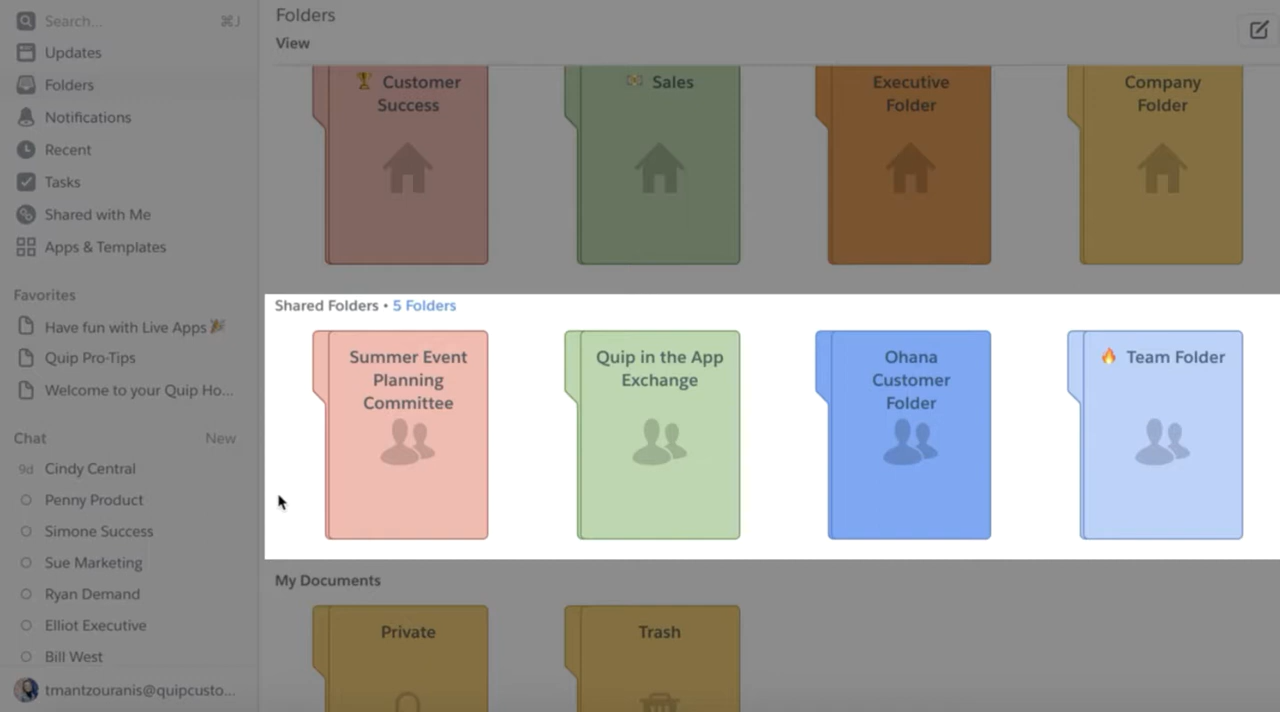 Search... ⌘J
Updates
Folders
Notifications
Recent
Tasks
Shared with Me
Apps & Templates
Favorites
Have fun with Live Apps 🎉
Quip Pro-Tips
Welcome to your Quip Ho...
Chat New
9d Cindy Central
Penny Product
Simone Success
Sue Marketing
Ryan Demand
Elliot Executive
Bill West
tmantzouranis@quipcusto...
Folders
View
🏆 Customer
Success
Sales
Executive
Folder
Company
Folder
Shared Folders • 5 Folders
Summer Event
Planning
Committee
Quip in the App
Exchange
Ohana
Customer
Folder
🔥 Team Folder
My Documents
Private
Trash